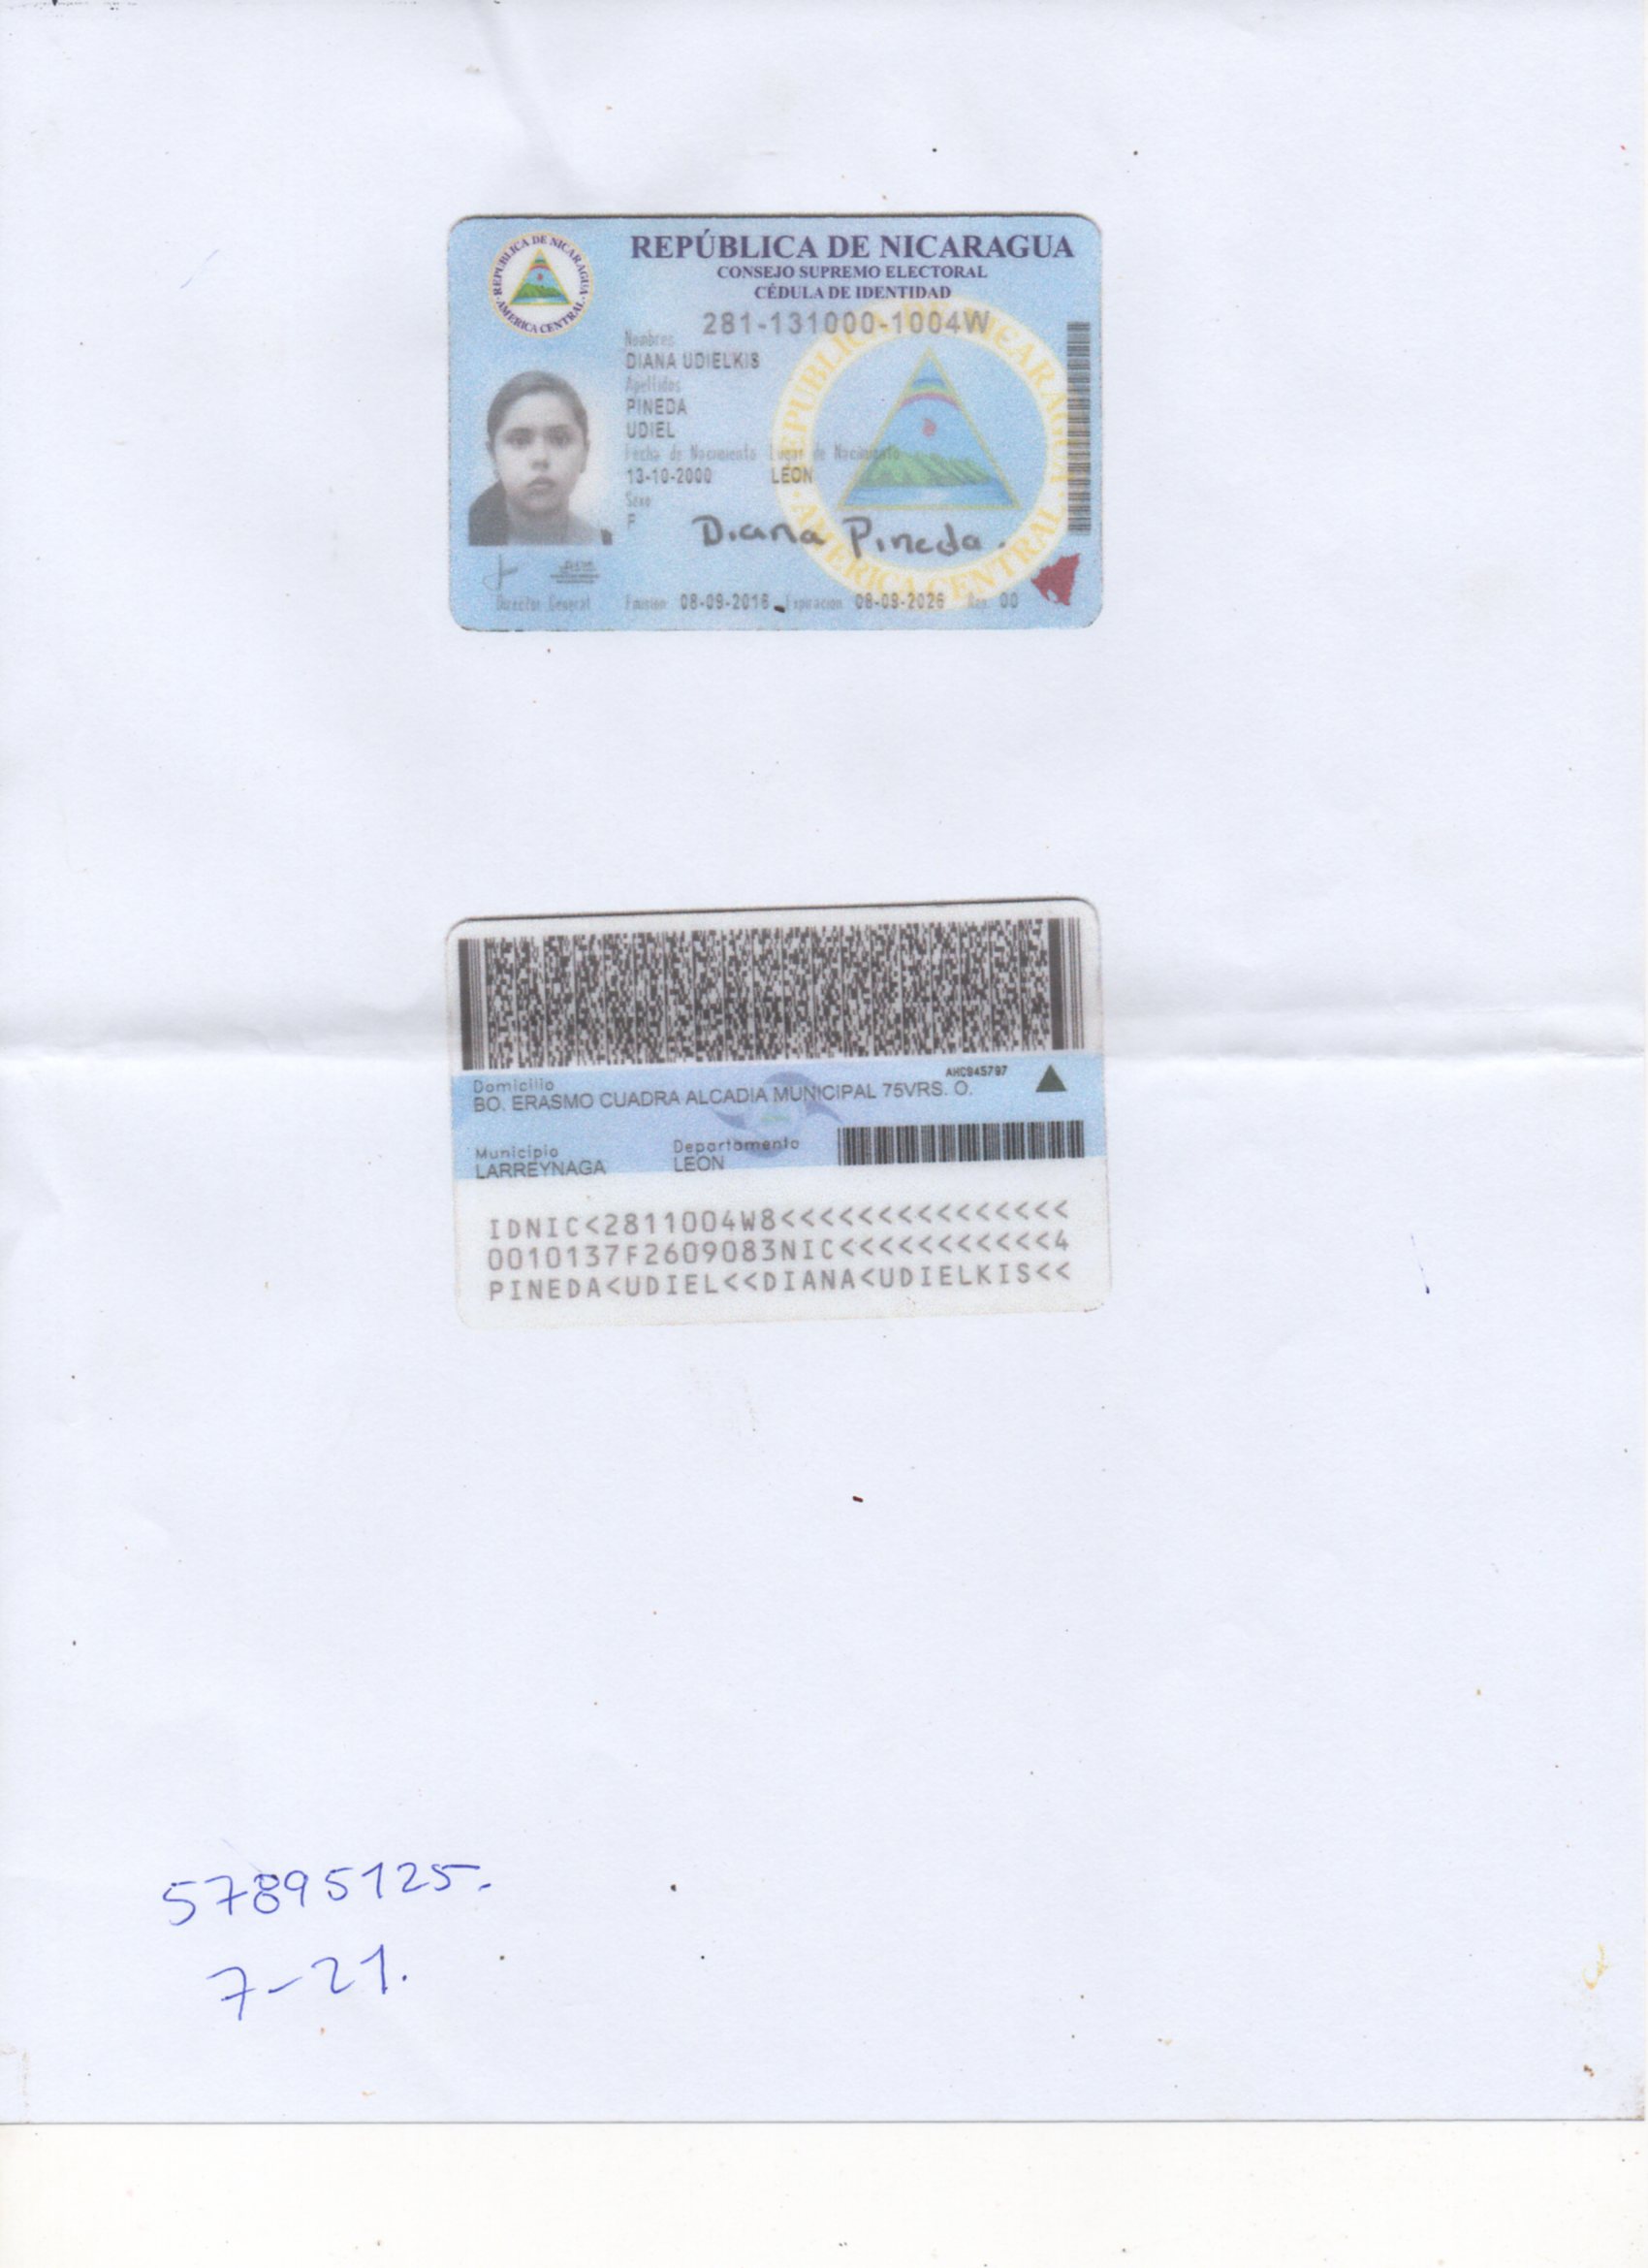 REPÚBLICA DE NICARAGUA
CONSEJO SUPREMO ELECTORAL
CÉDULA DE IDENTIDAD
REPUBLICA DE NICARAGUA
AMERICA CENTRAL
281-131000-1004W
Nombres
DIANA UDIELKIS
Apellidos
PINEDA
UDIEL
Fecha de Nacimiento Lugar de Nacimiento
13-10-2000 LEON
Sexo
F
Diana Pineda.
Director General
Emisión 08-09-2016 Expiración 08-09-2026 00
REPUBLICA DE NICARAGUA
AMERICA CENTRAL
AHC945797
Domicilio
BO. ERASMO CUADRA ALCADIA MUNICIPAL 75VRS. O.
Municipio Departamento
LARREYNAGA LEON
IDNIC<2811004W8<<<<<<<<<<<<<<<
0010137F2609083NIC<<<<<<<<<<<4
PINEDA<UDIEL<<DIANA<UDIELKIS<<
57895125.
7-21.